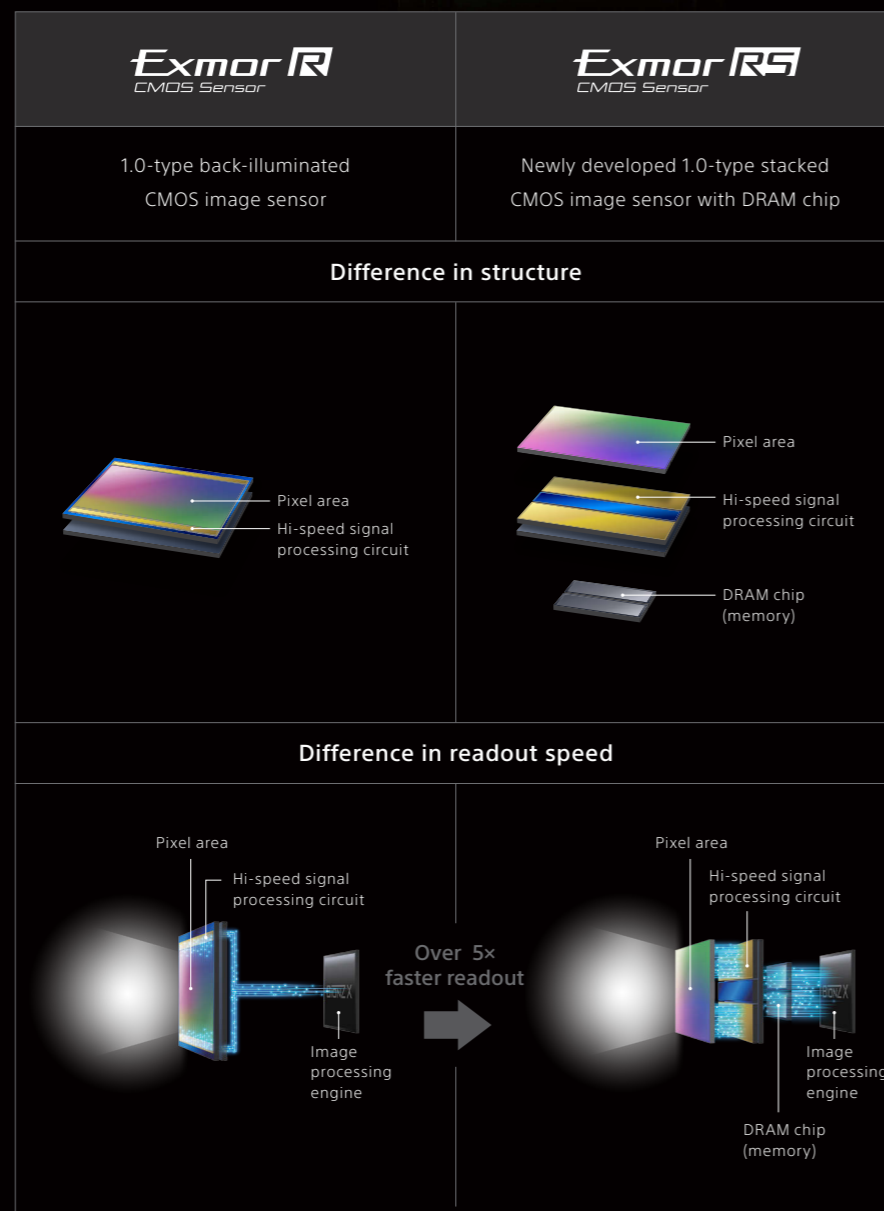 Exmor R
CMOS Sensor
Exmor RS
CMOS Sensor
1.0-type back-illuminated
CMOS image sensor
Newly developed 1.0-type stacked
CMOS image sensor with DRAM chip
Difference in structure
Pixel area
Hi-speed signal
processing circuit
Pixel area
Hi-speed signal
processing circuit
DRAM chip
(memory)
Difference in readout speed
Pixel area
Hi-speed signal
processing circuit
Image
processing
engine
Over 5×
faster readout
Pixel area
Hi-speed signal
processing circuit
Image
processing
engine
DRAM chip
(memory)